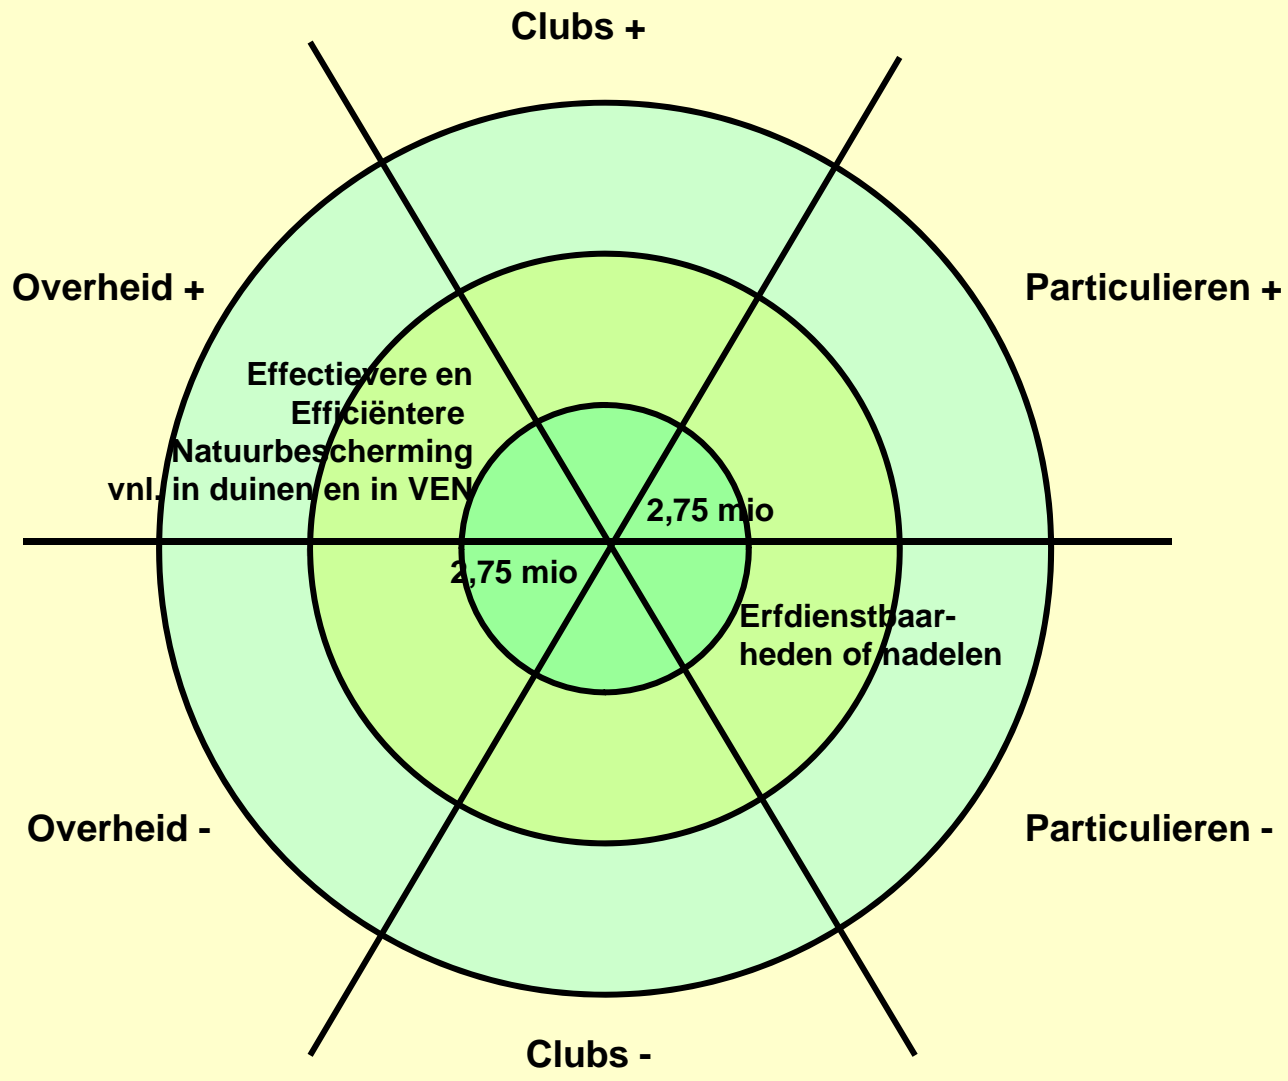 Clubs +
Overheid +
Particulieren +
Effectievere en
Efficiëntere
Natuurbescherming
vnl. in duinen en in VEN
2,75 mio
2,75 mio
Erfdienstbaar-
heden of nadelen
Overheid -
Particulieren -
Clubs -